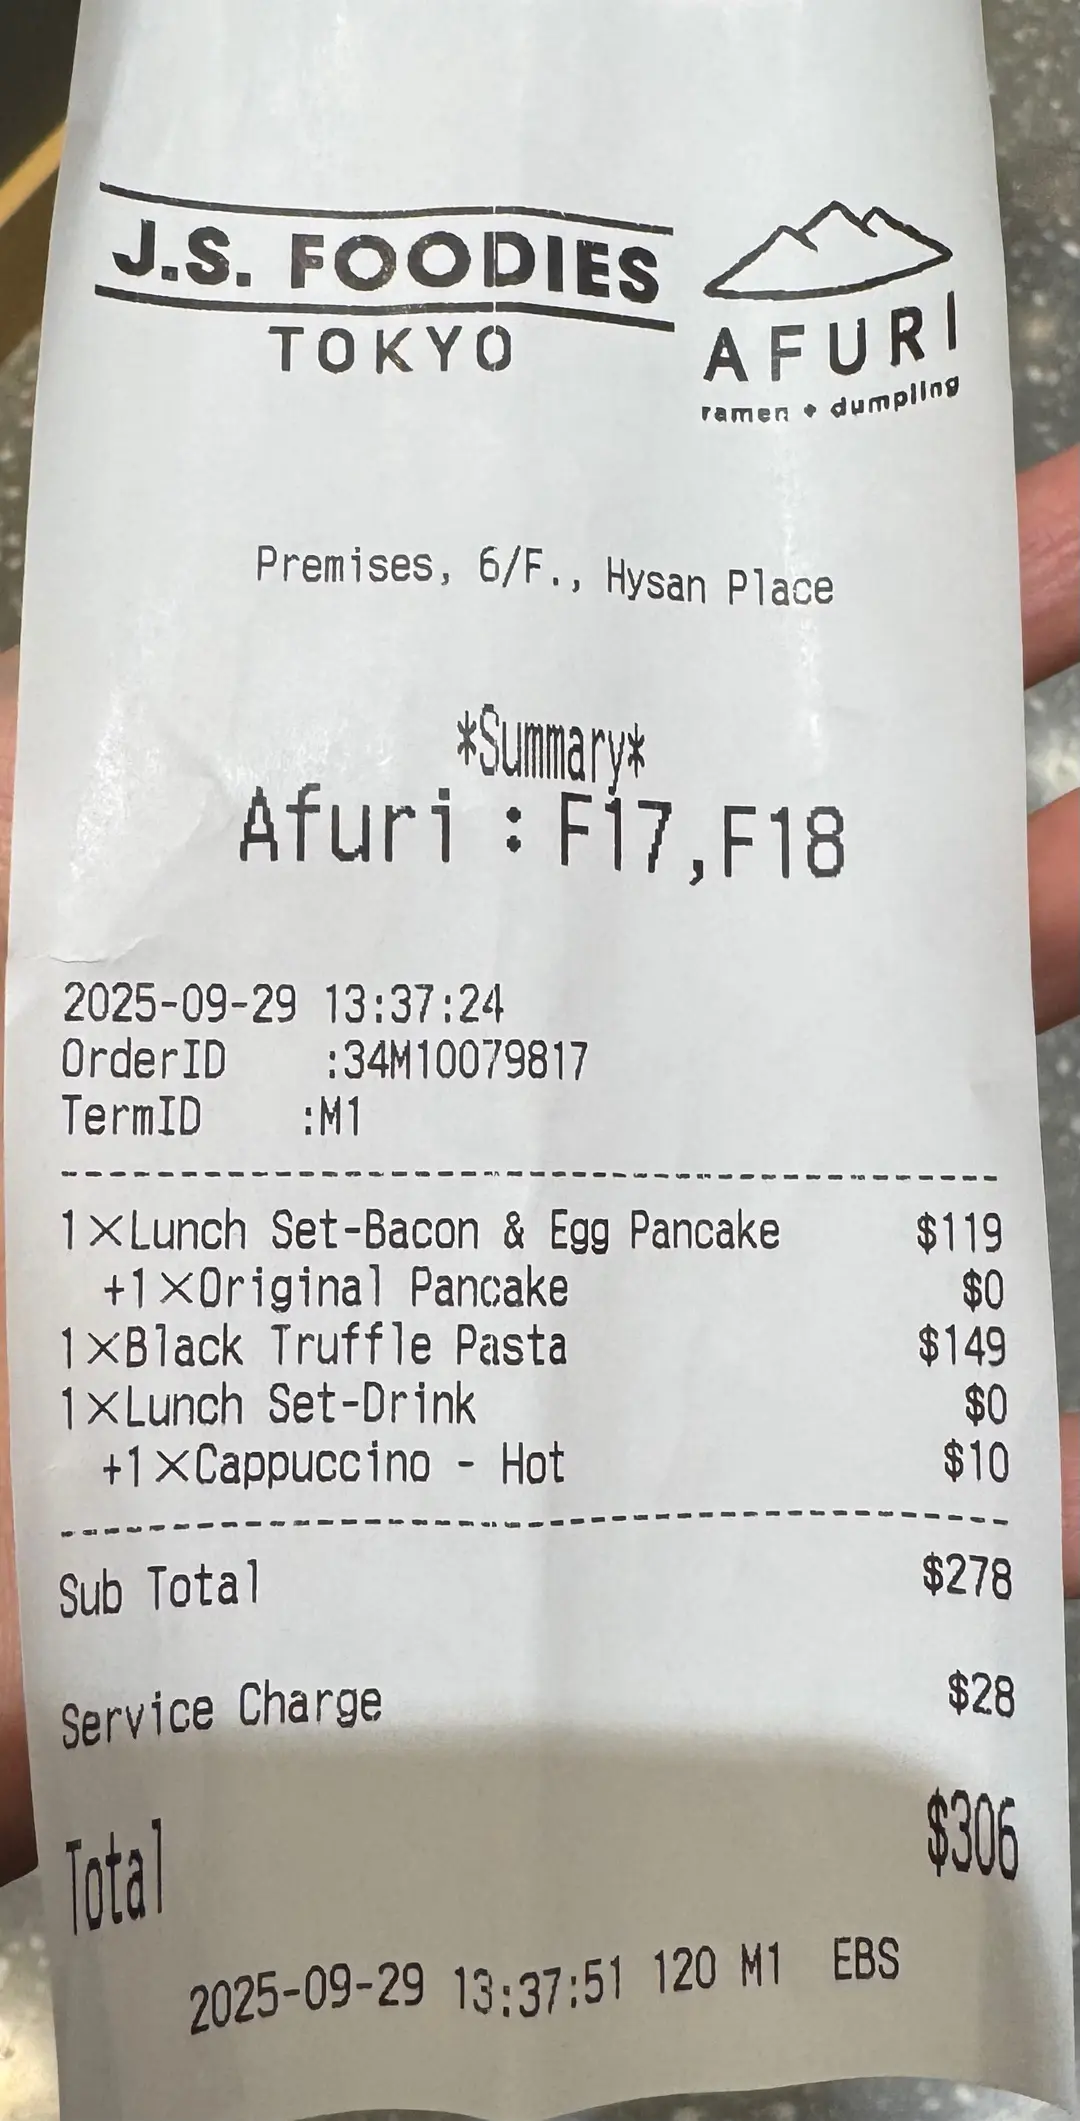 J.S. FOODIES
TOKYO
AFURI
ramen + dumpling
Premises, 6/F., Hysan Place
*Summary*
Afuri : F17,F18
2025-09-29 13:37:24
OrderID :34M10079817
TermID :M1
1×Lunch Set-Bacon & Egg Pancake $119
+1×Original Pancake $0
1×Black Truffle Pasta $149
1×Lunch Set-Drink $0
+1×Cappuccino - Hot $10
Sub Total $278
Service Charge $28
Total $306
2025-09-29 13:37:51 120 M1 EBS